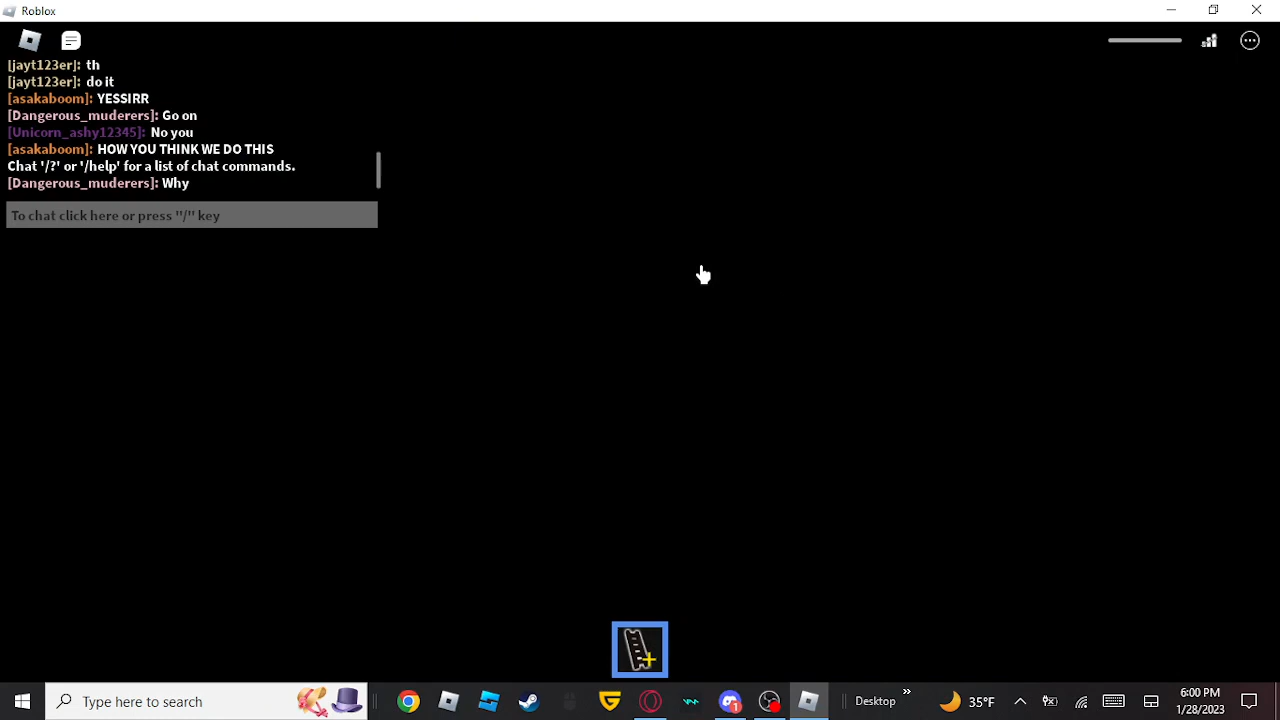 Roblox
[jayt123er]: th
[jayt123er]: do it
[asakaboom]: YESSIRR
[Dangerous_muderers]: Go on
[Unicorn_ashy12345]: No you
[asakaboom]: HOW YOU THINK WE DO THIS
Chat '/?' or '/help' for a list of chat commands.
[Dangerous_muderers]: Why
To chat click here or press "/" key
Type here to search
1
Desktop
35°F
6:00 PM
1/28/2023